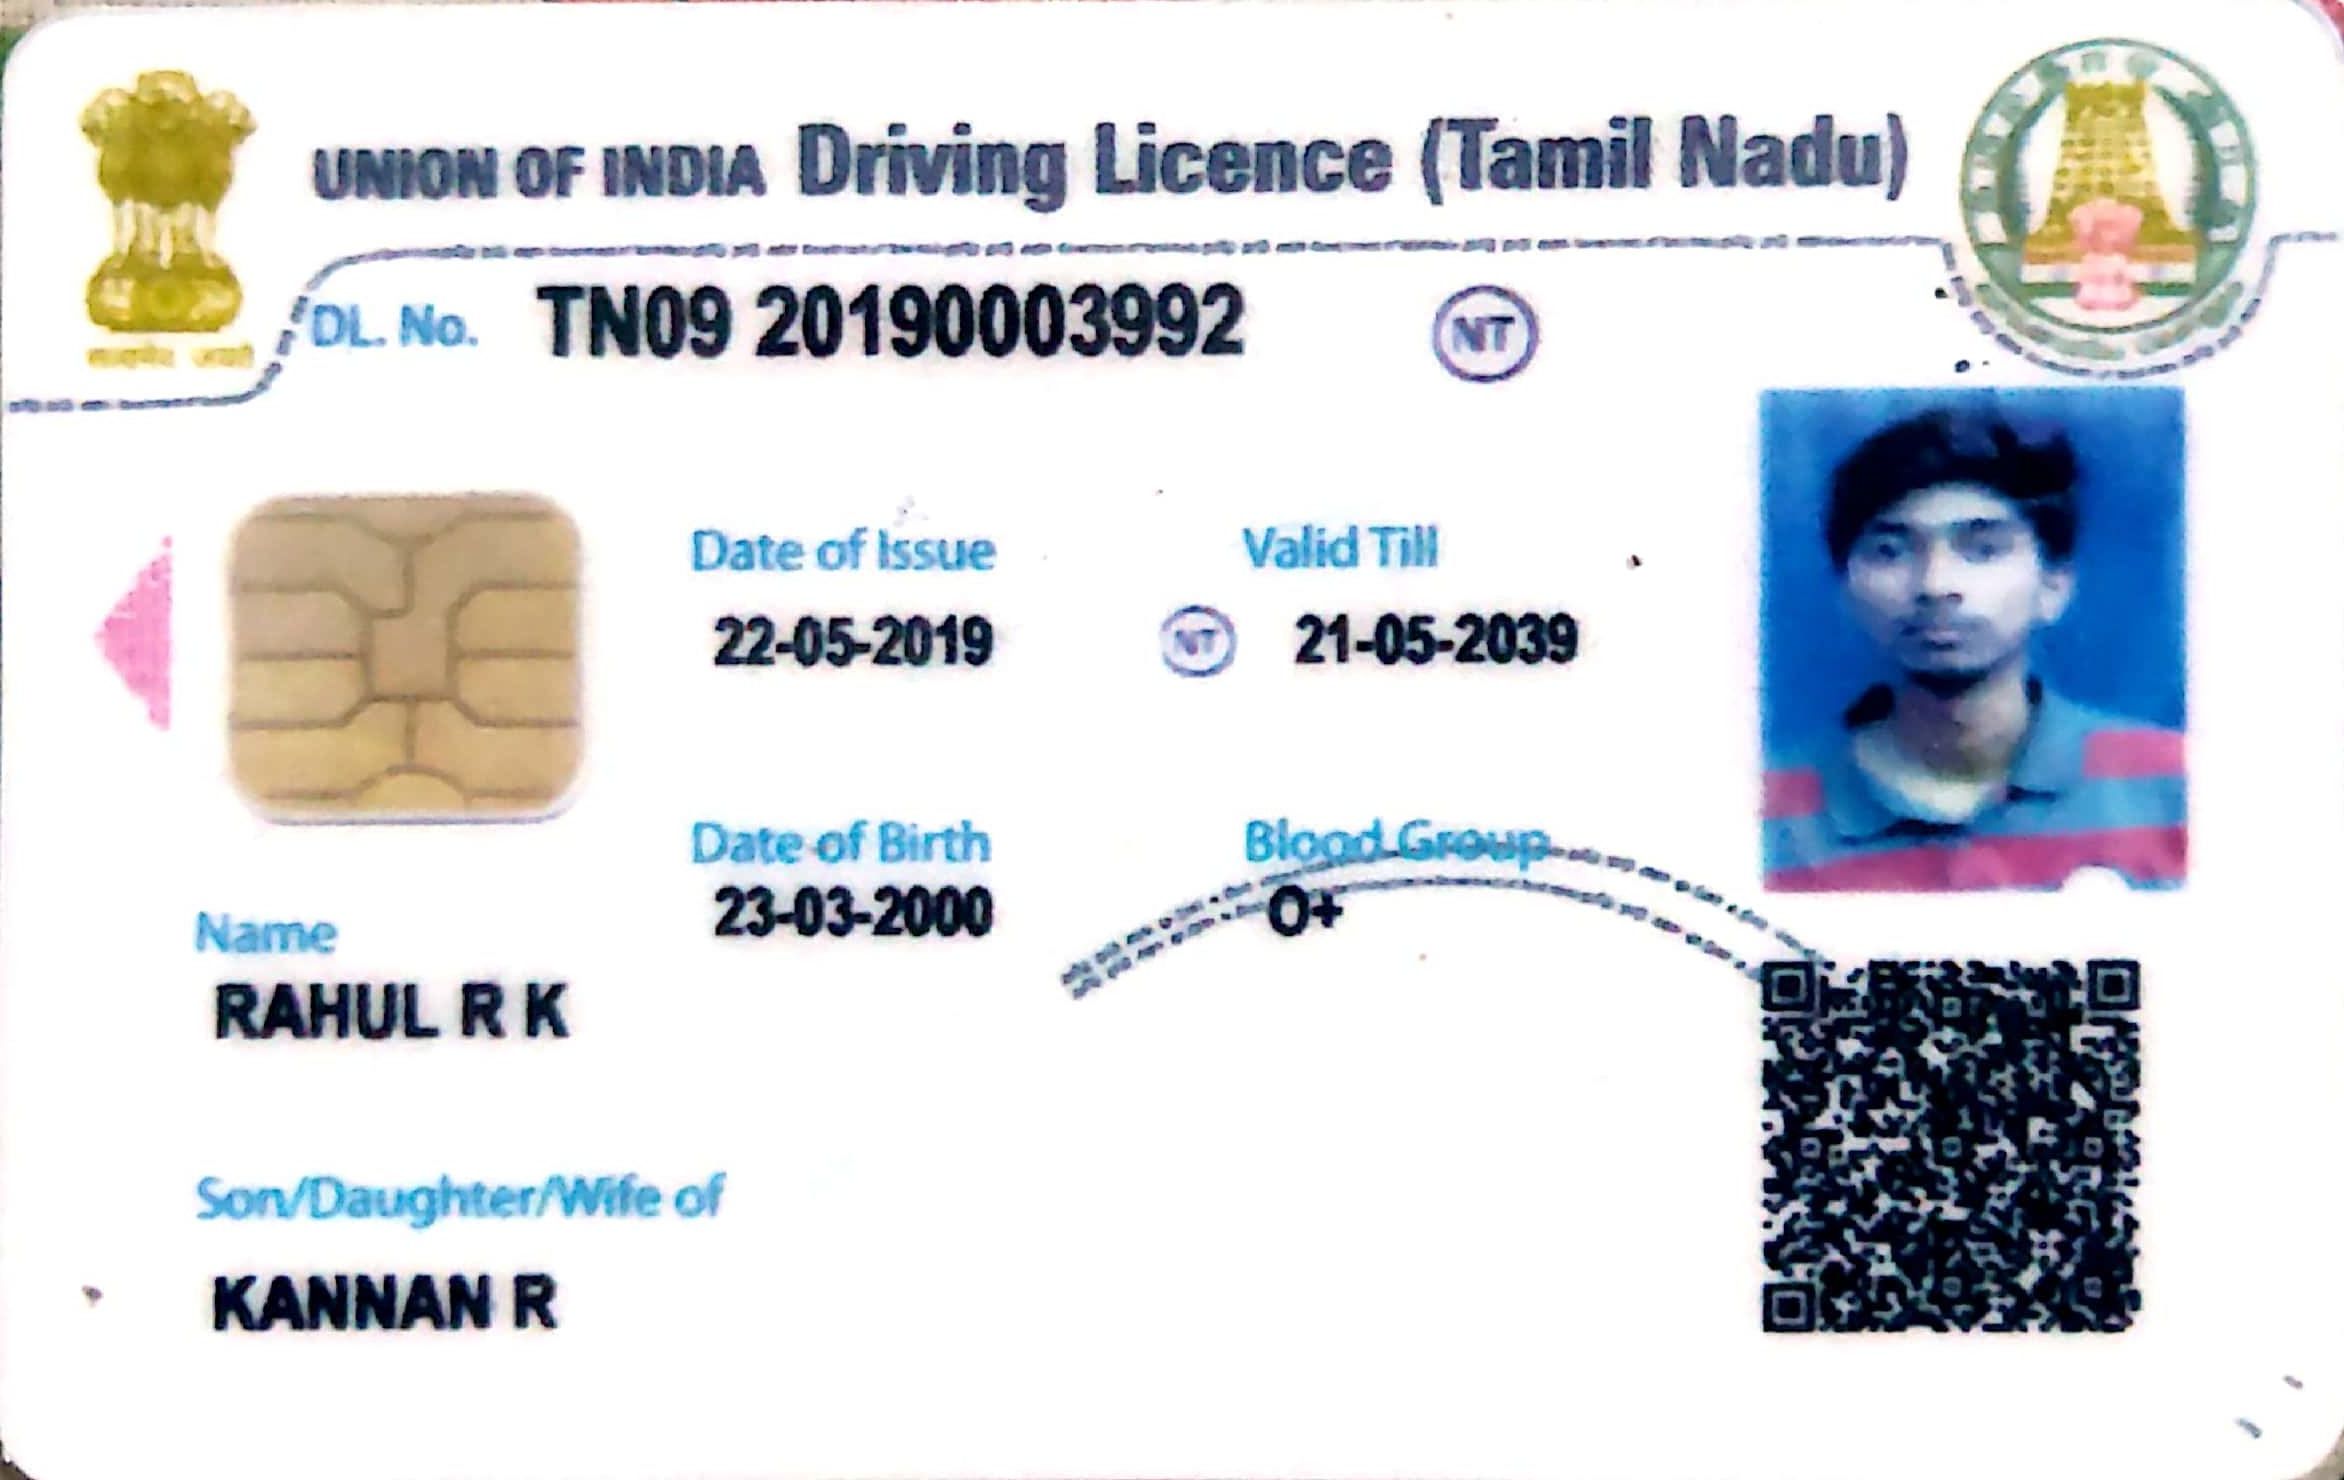 UNION OF INDIA Driving Licence (Tamil Nadu)
DL. No. TN09 20190003992 NT
Date of Issue Valid Till
22-05-2019 NT 21-05-2039
Date of Birth Blood Group
23-03-2000 O+
Name
RAHUL R K
Son/Daughter/Wife of
KANNAN R